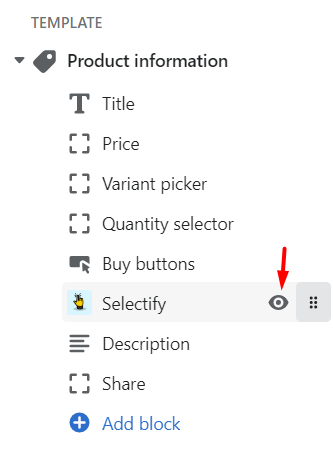 TEMPLATE
Product information
Title
Price
Variant picker
Quantity selector
Buy buttons
Selectify
Description
Share
Add block